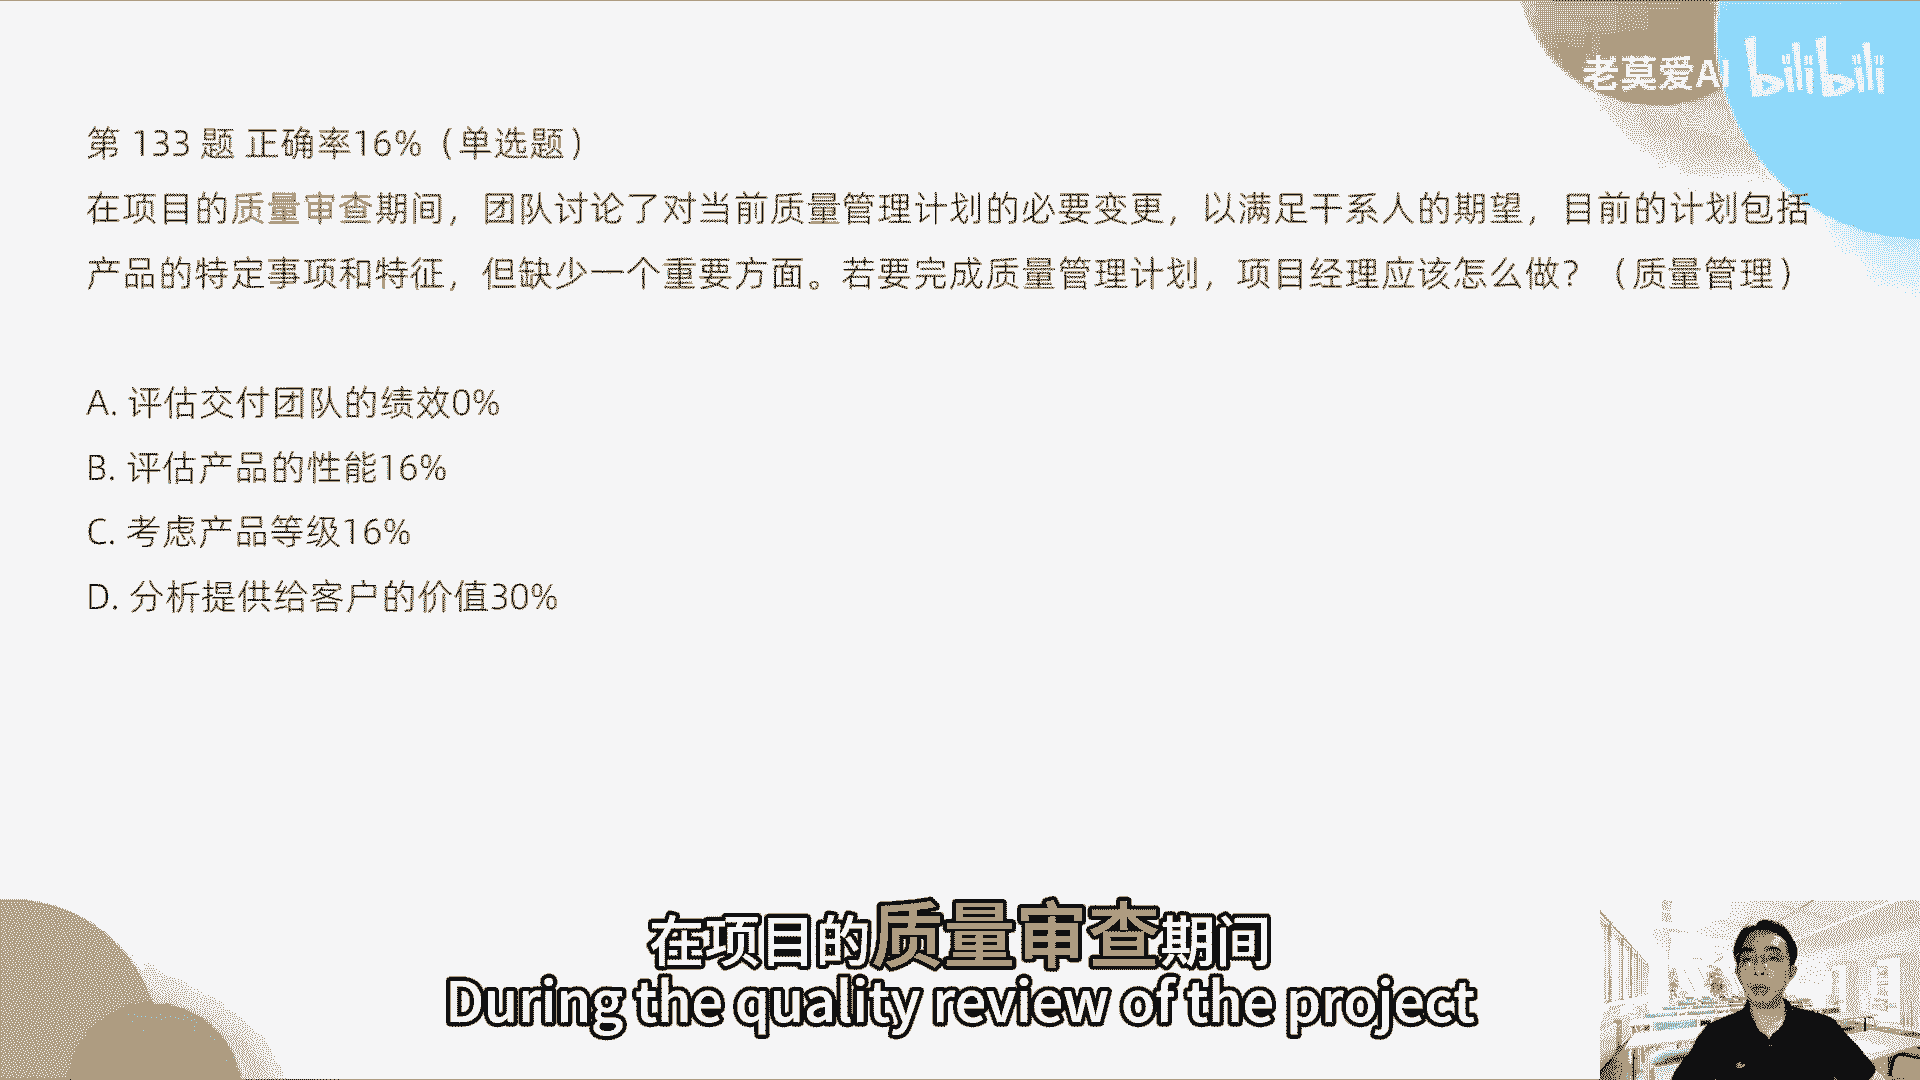 老莫爱AI bilibili
第 133 题 正确率16%（单选题）
在项目的质量审查期间，团队讨论了对当前质量管理计划的必要变更，以满足干系人的期望，目前的计划包括
产品的特定事项和特征，但缺少一个重要方面。若要完成质量管理计划，项目经理应该怎么做？（质量管理）
A. 评估交付团队的绩效0%
B. 评估产品的性能16%
C. 考虑产品等级16%
D. 分析提供给客户的价值30%
在项目的质量审查期间
During the quality review of the project